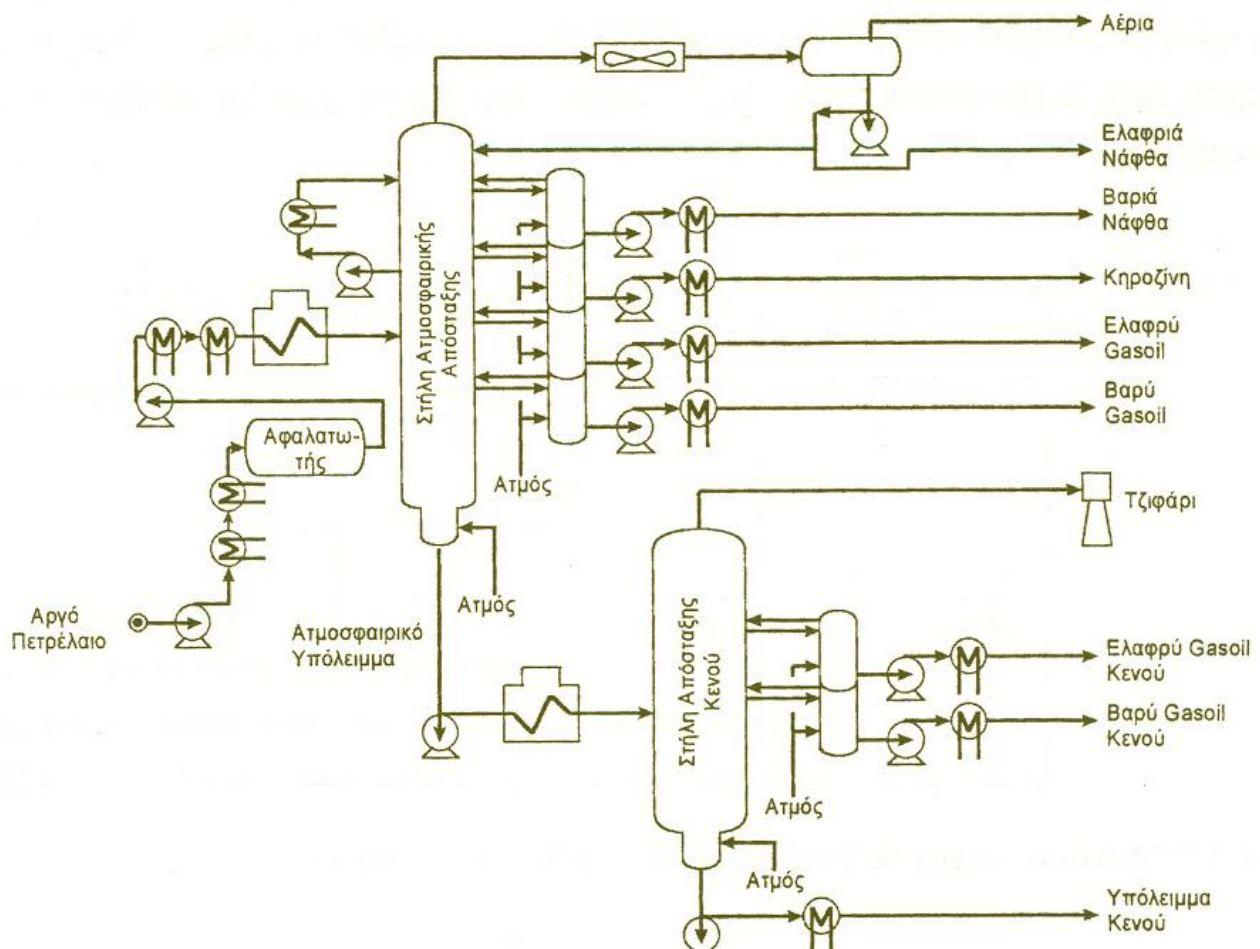 Αέρια
Ελαφριά
Νάφθα
Βαριά
Νάφθα
Κηροζίνη
Ελαφρύ
Gasoil
Βαρύ
Gasoil
Στήλη Ατμοσφαιρικής
Απόσταξης
Αφαλατω-
τής
Ατμός
Τζιφάρι
Ατμός
Αργό
Πετρέλαιο
Ατμοσφαιρικό
Υπόλειμμα
Στήλη Απόσταξης
Κενού
Ελαφρύ Gasoil
Κενού
Βαρύ Gasoil
Κενού
Ατμός
Ατμός
Υπόλειμμα
Κενού